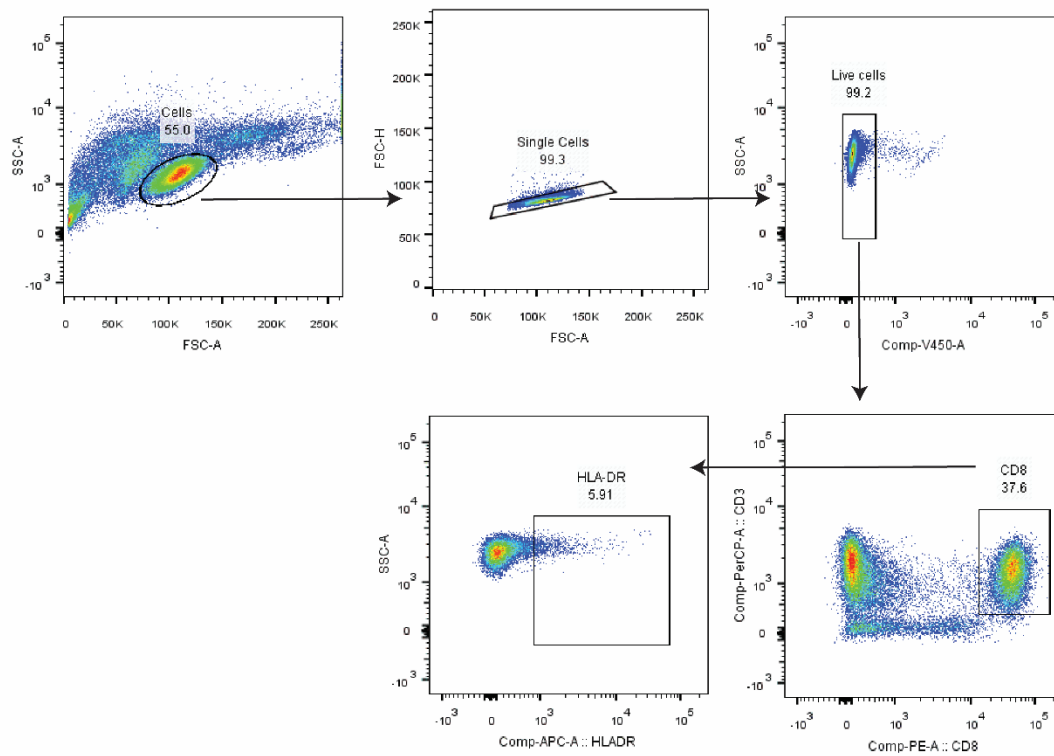 10^5
10^4
10^3
0
-10^3
SSC-A
Cells
55.0
0 50K 100K 150K 200K 250K
FSC-A
250K
200K
150K
100K
50K
0
FSC-H
Single Cells
99.3
0 50K 100K 150K 200K 250K
FSC-A
10^5
10^4
10^3
0
-10^3
SSC-A
Live cells
99.2
-10^3 0 10^3 10^4 10^5
Comp-V450-A
10^5
10^4
10^3
0
-10^3
SSC-A
HLA-DR
5.91
0 10^3 10^4 10^5
Comp-APC-A :: HLADR
10^5
10^4
10^3
0
-10^3
Comp-PerCP-A :: CD3
CD8
37.6
-10^3 0 10^3 10^4 10^5
Comp-PE-A :: CD8